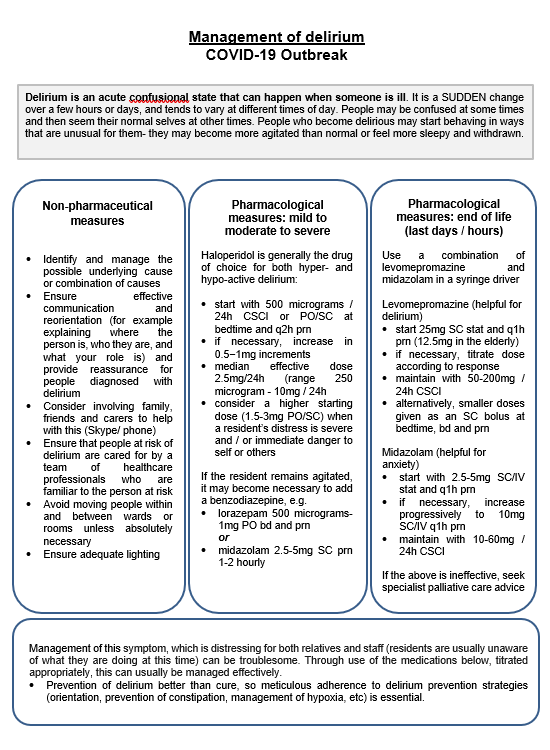 Management of delirium
COVID-19 Outbreak
Delirium is an acute confusional state that can happen when someone is ill. It is a SUDDEN change
over a few hours or days, and tends to vary at different times of day. People may be confused at some times
and then seem their normal selves at other times. People who become delirious may start behaving in ways
that are unusual for them- they may become more agitated than normal or feel more sleepy and withdrawn.
Non-pharmaceutical
measures
• Identify and manage the
possible underlying cause
or combination of causes
• Ensure effective
communication and
reorientation (for example
explaining where the
person is, who they are, and
what your role is) and
provide reassurance for
people diagnosed with
delirium
• Consider involving family,
friends and carers to help
with this (Skype/ phone)
• Ensure that people at risk of
delirium are cared for by a
team of healthcare
professionals who are
familiar to the person at risk
• Avoid moving people within
and between wards or
rooms unless absolutely
necessary
• Ensure adequate lighting
Pharmacological
measures: mild to
moderate to severe
Haloperidol is generally the drug
of choice for both hyper- and
hypo-active delirium:
• start with 500 micrograms /
24h CSCI or PO/SC at
bedtime and q2h prn
• if necessary, increase in
0.5–1mg increments
• median effective dose
2.5mg/24h (range 250
microgram - 10mg / 24h
• consider a higher starting
dose (1.5-3mg PO/SC) when
a resident's distress is severe
and / or immediate danger to
self or others
If the resident remains agitated,
it may become necessary to add
a benzodiazepine, e.g.
• lorazepam 500 micrograms-
1mg PO bd and prn
or
• midazolam 2.5-5mg SC prn
1-2 hourly
Pharmacological
measures: end of life
(last days / hours)
Use a combination of
levomepromazine and
midazolam in a syringe driver
Levomepromazine (helpful for
delirium)
• start 25mg SC stat and q1h
prn (12.5mg in the elderly)
• if necessary, titrate dose
according to response
• maintain with 50-200mg /
24h CSCI
• alternatively, smaller doses
given as an SC bolus at
bedtime, bd and prn
Midazolam (helpful for
anxiety)
• start with 2.5-5mg SC/IV
stat and q1h prn
• if necessary, increase
progressively to 10mg
SC/IV q1h prn
• maintain with 10-60mg /
24h CSCI
If the above is ineffective, seek
specialist palliative care advice
Management of this symptom, which is distressing for both relatives and staff (residents are usually unaware
of what they are doing at this time) can be troublesome. Through use of the medications below, titrated
appropriately, this can usually be managed effectively.
• Prevention of delirium better than cure, so meticulous adherence to delirium prevention strategies
(orientation, prevention of constipation, management of hypoxia, etc) is essential.